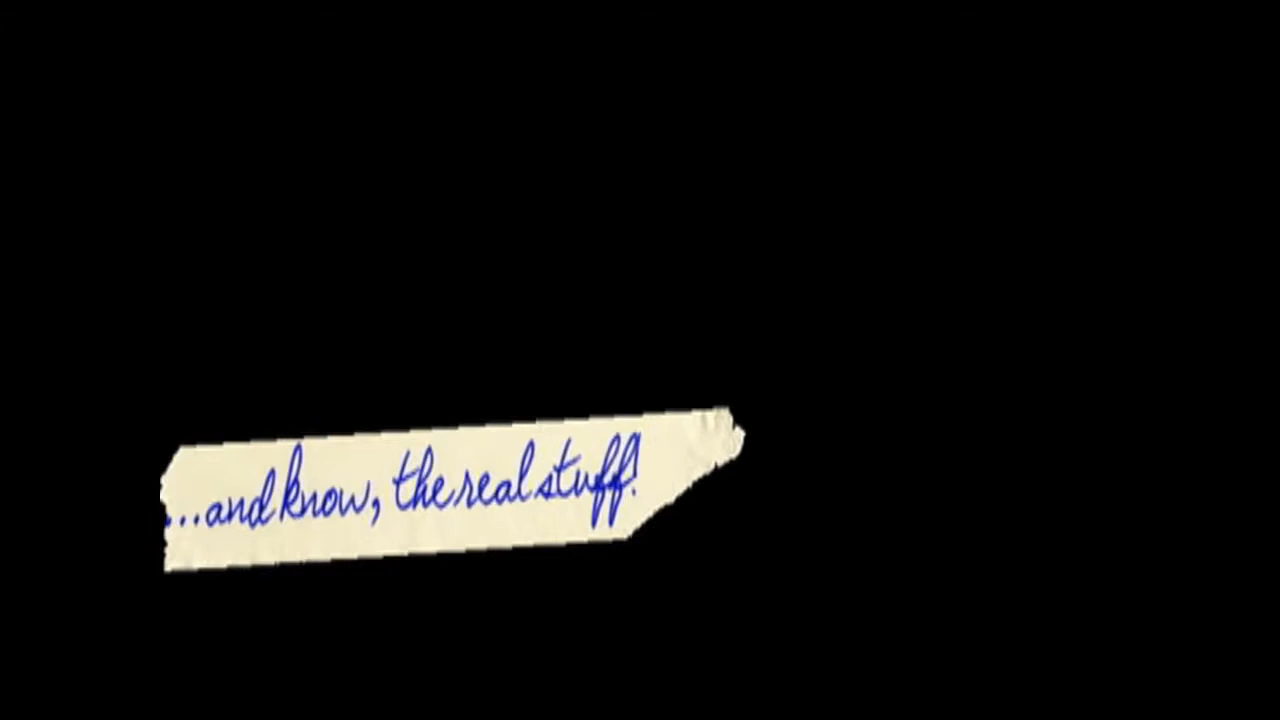 ...and know, the real stuff!